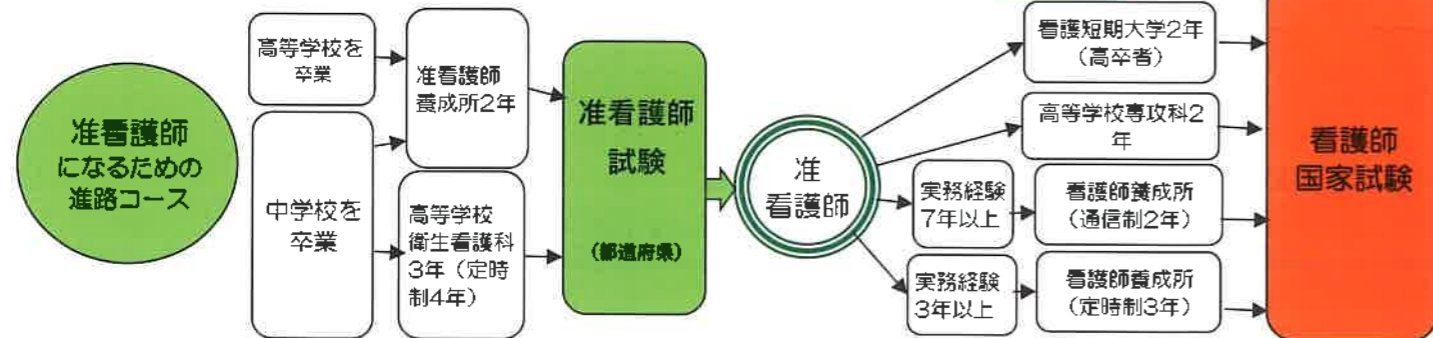 准看護師
になるための
進路コース
高等学校を
卒業
中学校を
卒業
准看護師
養成所2年
高等学校
衛生看護科
3年（定時
制4年）
准看護師
試験
（都道府県）
准
看護師
実務経験
7年以上
実務経験
3年以上
看護短期大学2年
（高卒者）
高等学校専攻科2
年
看護師養成所
（通信制2年）
看護師養成所
（定時制3年）
看護師
国家試験